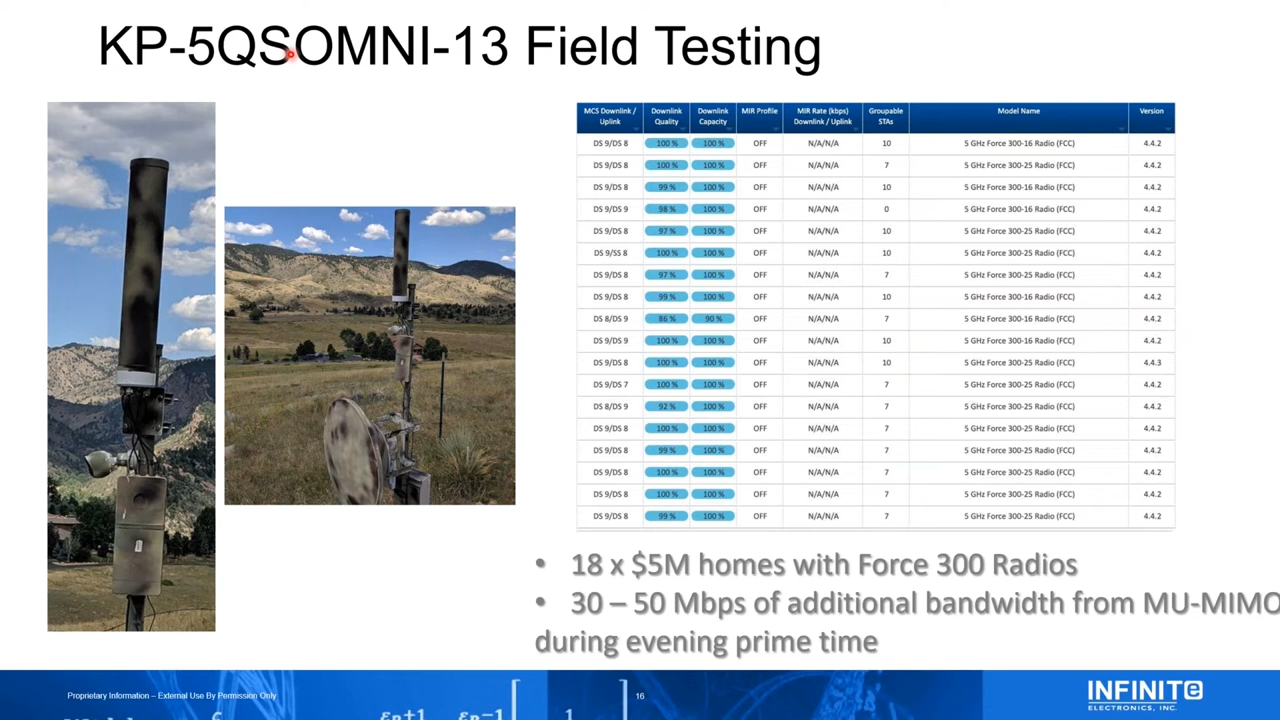 KP-5QSOMNI-13 Field Testing
MCS Downlink / Uplink Downlink Quality Downlink Capacity MIR Profile MIR Rate (kbps) Downlink / Uplink Groupable STAs Model Name Version
DS 9/DS 8 100 % 100 % OFF N/A/N/A 10 5 GHz Force 300-16 Radio (FCC) 4.4.2
DS 9/DS 8 100 % 100 % OFF N/A/N/A 7 5 GHz Force 300-25 Radio (FCC) 4.4.2
DS 9/DS 8 99 % 100 % OFF N/A/N/A 10 5 GHz Force 300-16 Radio (FCC) 4.4.2
DS 9/DS 9 98 % 100 % OFF N/A/N/A 0 5 GHz Force 300-16 Radio (FCC) 4.4.2
DS 9/DS 8 97 % 100 % OFF N/A/N/A 10 5 GHz Force 300-25 Radio (FCC) 4.4.2
DS 9/SS 8 100 % 100 % OFF N/A/N/A 10 5 GHz Force 300-25 Radio (FCC) 4.4.2
DS 9/DS 8 97 % 100 % OFF N/A/N/A 7 5 GHz Force 300-25 Radio (FCC) 4.4.2
DS 9/DS 8 99 % 100 % OFF N/A/N/A 10 5 GHz Force 300-16 Radio (FCC) 4.4.2
DS 8/DS 9 86 % 90 % OFF N/A/N/A 7 5 GHz Force 300-16 Radio (FCC) 4.4.2
DS 9/DS 9 100 % 100 % OFF N/A/N/A 10 5 GHz Force 300-16 Radio (FCC) 4.4.2
DS 9/DS 8 100 % 100 % OFF N/A/N/A 10 5 GHz Force 300-25 Radio (FCC) 4.4.3
DS 9/DS 7 100 % 100 % OFF N/A/N/A 7 5 GHz Force 300-25 Radio (FCC) 4.4.2
DS 8/DS 9 92 % 100 % OFF N/A/N/A 7 5 GHz Force 300-25 Radio (FCC) 4.4.2
DS 9/DS 8 100 % 100 % OFF N/A/N/A 7 5 GHz Force 300-25 Radio (FCC) 4.4.2
DS 9/DS 8 99 % 100 % OFF N/A/N/A 7 5 GHz Force 300-25 Radio (FCC) 4.4.2
DS 9/DS 8 100 % 100 % OFF N/A/N/A 7 5 GHz Force 300-25 Radio (FCC) 4.4.2
DS 9/DS 8 100 % 100 % OFF N/A/N/A 7 5 GHz Force 300-25 Radio (FCC) 4.4.2
DS 9/DS 8 99 % 100 % OFF N/A/N/A 7 5 GHz Force 300-25 Radio (FCC) 4.4.2
• 18 x $5M homes with Force 300 Radios
• 30 – 50 Mbps of additional bandwidth from MU-MIMO
during evening prime time
Proprietary Information – External Use By Permission Only
16
INFINITE
ELECTRONICS, INC.